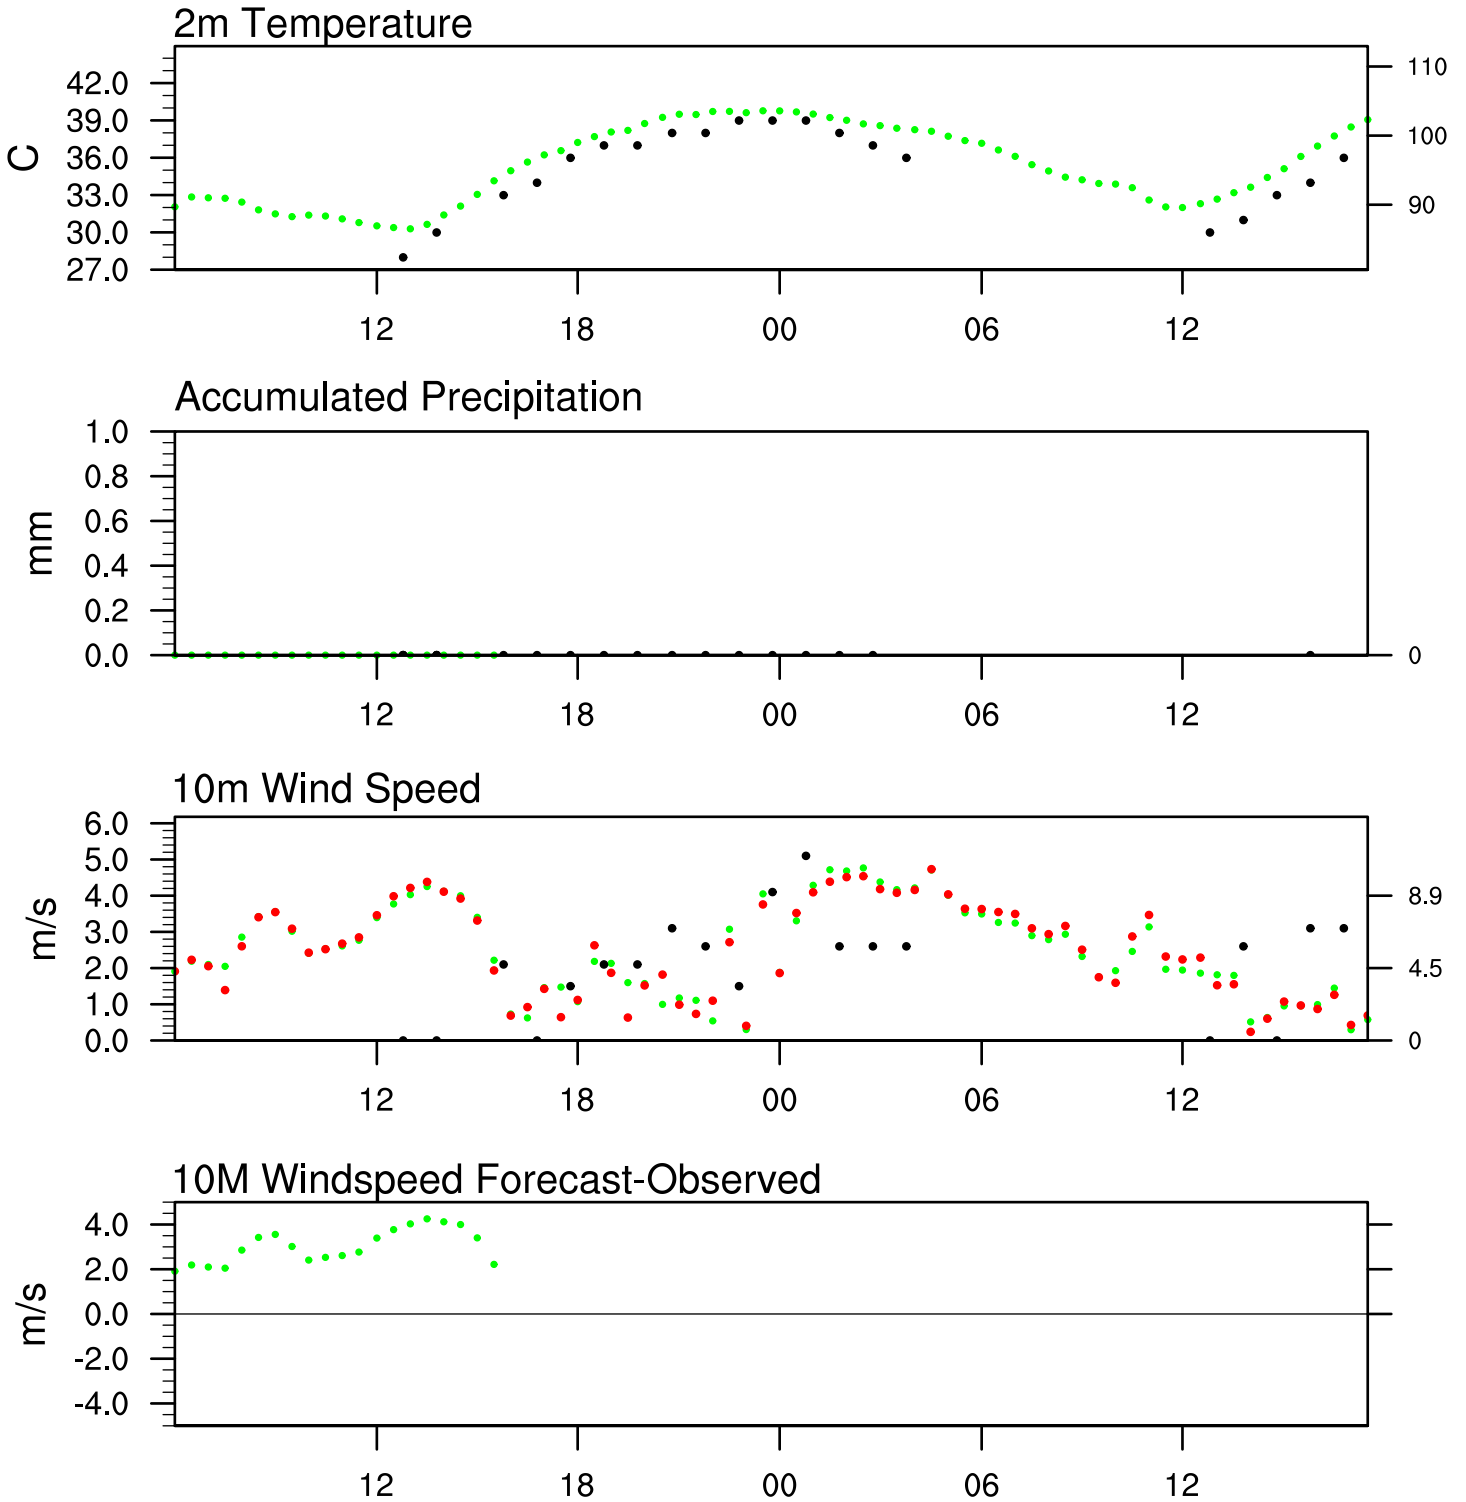 2m Temperature
42.0
39.0
36.0
33.0
30.0
27.0
C
110
100
90
12 18 00 06 12
Accumulated Precipitation
1.0
0.8
0.6
0.4
0.2
0.0
mm
0
12 18 00 06 12
10m Wind Speed
6.0
5.0
4.0
3.0
2.0
1.0
0.0
m/s
8.9
4.5
0
12 18 00 06 12
10M Windspeed Forecast-Observed
4.0
2.0
0.0
-2.0
-4.0
m/s
12 18 00 06 12